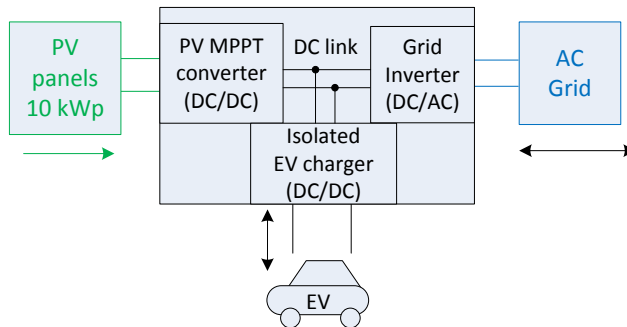 PV
panels
10 kWp
PV MPPT
converter
(DC/DC)
DC link
Grid
Inverter
(DC/AC)
AC
Grid
Isolated
EV charger
(DC/DC)
EV